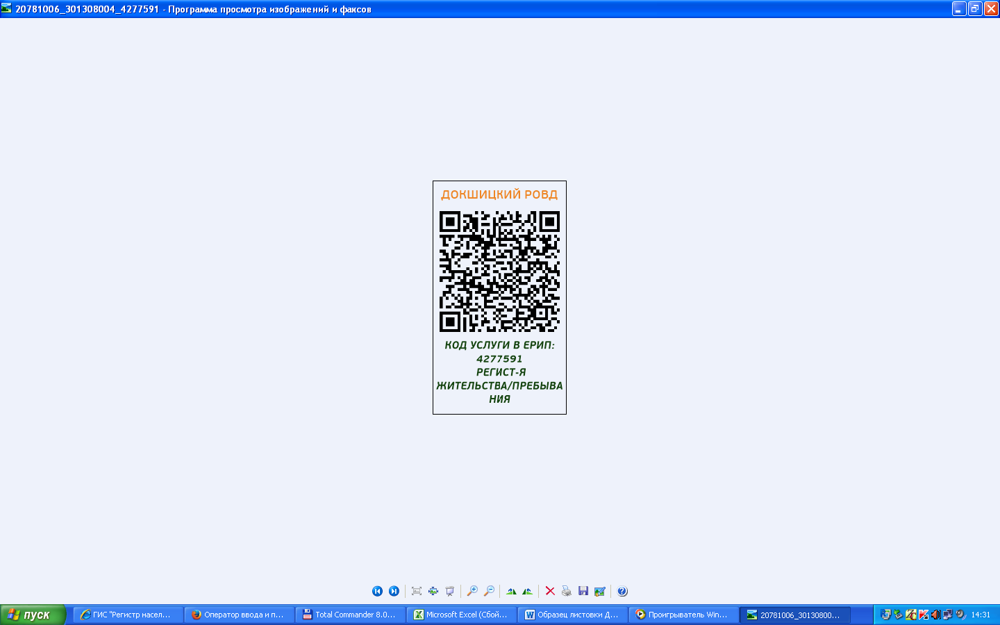 20781006_301308004_4277591 - Программа просмотра изображений и факсов
ДОКШИЦКИЙ РОВД
КОД УСЛУГИ В ЕРИП:
4277591
РЕГИСТ-Я
ЖИТЕЛЬСТВА/ПРЕБЫВА
НИЯ
пуск
ГИС "Регистр насел...
Оператор ввода и п...
Total Commander 8.0...
Microsoft Excel (Сбой...
Образец листовки Д...
Проигрыватель Win...
20781006_30130800...
14:31